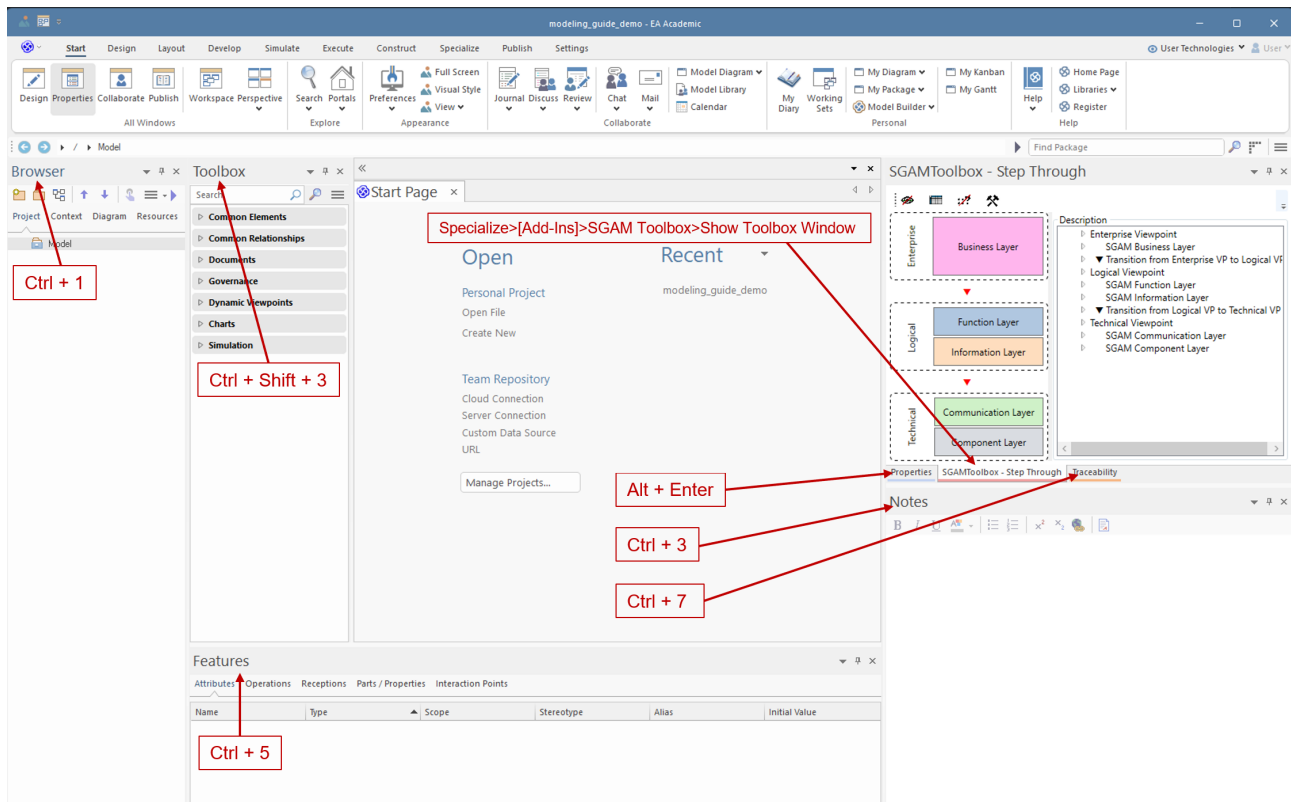 modeling_guide_demo - EA Academic
Start Design Layout Develop Simulate Execute Construct Specialize Publish Settings
User Technologies User
Design Properties Collaborate Publish
All Windows
Workspace Perspective
Search Portals
Explore
Preferences
Full Screen
Visual Style
View
Appearance
Journal Discuss Review Chat Mail
Model Diagram
Model Library
Calendar
Collaborate
My Diary
Working Sets
My Diagram
My Package
Model Builder
My Kanban
My Gantt
Personal
Help
Home Page
Libraries
Register
Help
/ Model
Find Package
Browser
Project Context Diagram Resources
Model
Ctrl + 1
Toolbox
Search
Common Elements
Common Relationships
Documents
Governance
Dynamic Viewpoints
Charts
Simulation
Ctrl + Shift + 3
Start Page
Specialize>[Add-Ins]>SGAM Toolbox>Show Toolbox Window
Open
Personal Project
Open File
Create New
Team Repository
Cloud Connection
Server Connection
Custom Data Source
URL
Manage Projects...
Recent
modeling_guide_demo
Alt + Enter
Ctrl + 3
Ctrl + 7
SGAMToolbox - Step Through
Enterprise
Business Layer
Logical
Function Layer
Information Layer
Technical
Communication Layer
Component Layer
Description
Enterprise Viewpoint
SGAM Business Layer
▼ Transition from Enterprise VP to Logical VP
Logical Viewpoint
SGAM Function Layer
SGAM Information Layer
▼ Transition from Logical VP to Technical VP
Technical Viewpoint
SGAM Communication Layer
SGAM Component Layer
Properties SGAMToolbox - Step Through Traceability
Notes
B I U
Features
Attributes Operations Receptions Parts / Properties Interaction Points
Name Type Scope Stereotype Alias Initial Value
Ctrl + 5